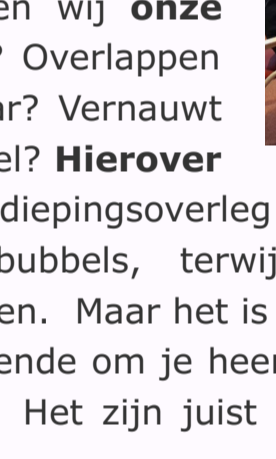 en wij onze
? Overlappen
ar? Vernauwt
el? Hierover
diepingsoverleg
bubbels, terwij
en. Maar het is
ende om je heer
Het zijn juist